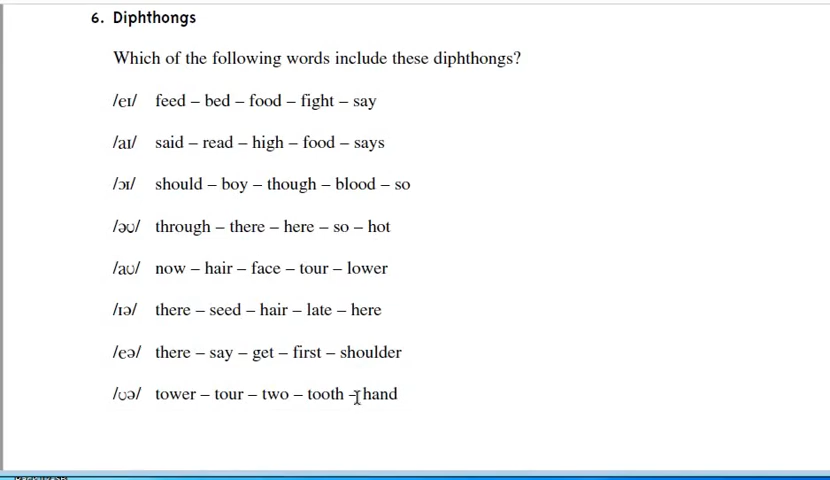 6. Diphthongs
Which of the following words include these diphthongs?
/eɪ/ feed – bed – food – fight – say
/aɪ/ said – read – high – food – says
/ɔɪ/ should – boy – though – blood – so
/əʊ/ through – there – here – so – hot
/aʊ/ now – hair – face – tour – lower
/ɪə/ there – seed – hair – late – here
/eə/ there – say – get – first – shoulder
/ʊə/ tower – tour – two – tooth – hand